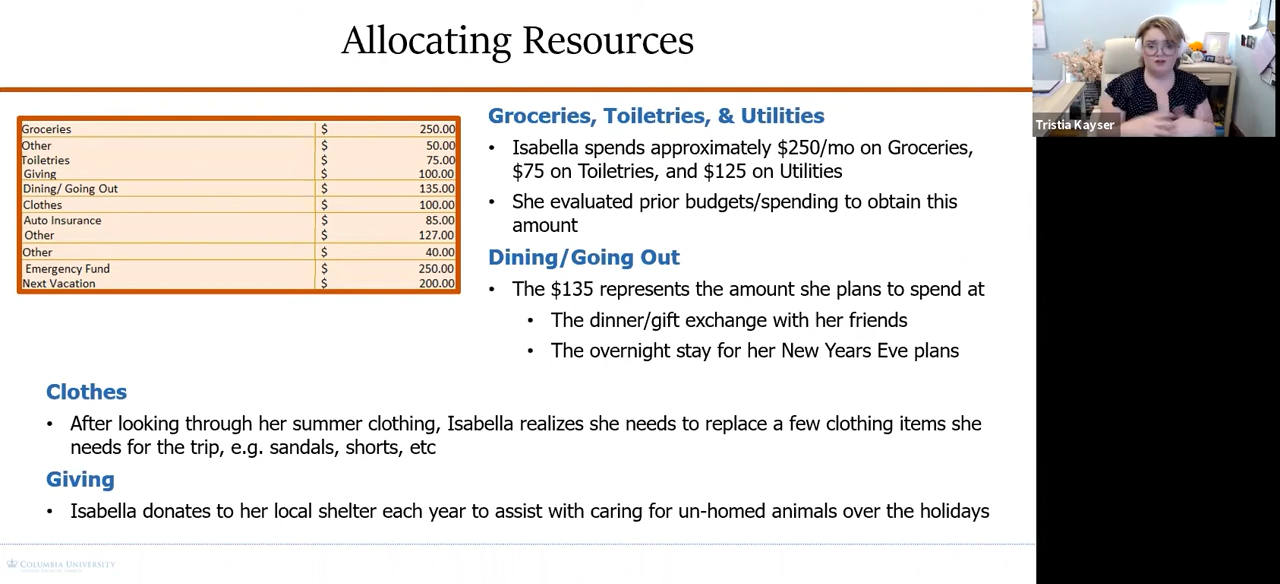 Allocating Resources
Groceries $ 250.00
Other $ 50.00
Toiletries $ 75.00
Giving $ 100.00
Dining/ Going Out $ 135.00
Clothes $ 100.00
Auto Insurance $ 85.00
Other $ 127.00
Other $ 40.00
Emergency Fund $ 250.00
Next Vacation $ 200.00
Groceries, Toiletries, & Utilities
• Isabella spends approximately $250/mo on Groceries,
$75 on Toiletries, and $125 on Utilities
• She evaluated prior budgets/spending to obtain this
amount
Dining/Going Out
• The $135 represents the amount she plans to spend at
• The dinner/gift exchange with her friends
• The overnight stay for her New Years Eve plans
Clothes
• After looking through her summer clothing, Isabella realizes she needs to replace a few clothing items she
needs for the trip, e.g. sandals, shorts, etc
Giving
• Isabella donates to her local shelter each year to assist with caring for un-homed animals over the holidays
Columbia University
Tristia Kayser